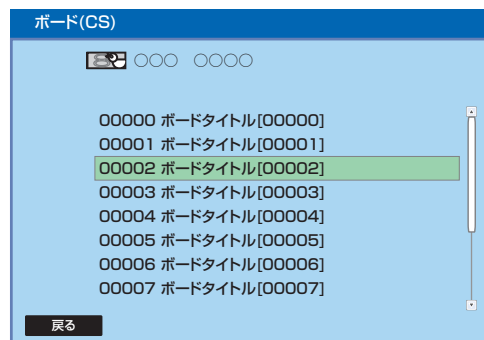 ボード(CS)
○○○ ○○○○
00000 ボードタイトル[00000]
00001 ボードタイトル[00001]
00002 ボードタイトル[00002]
00003 ボードタイトル[00003]
00004 ボードタイトル[00004]
00005 ボードタイトル[00005]
00006 ボードタイトル[00006]
00007 ボードタイトル[00007]
戻る